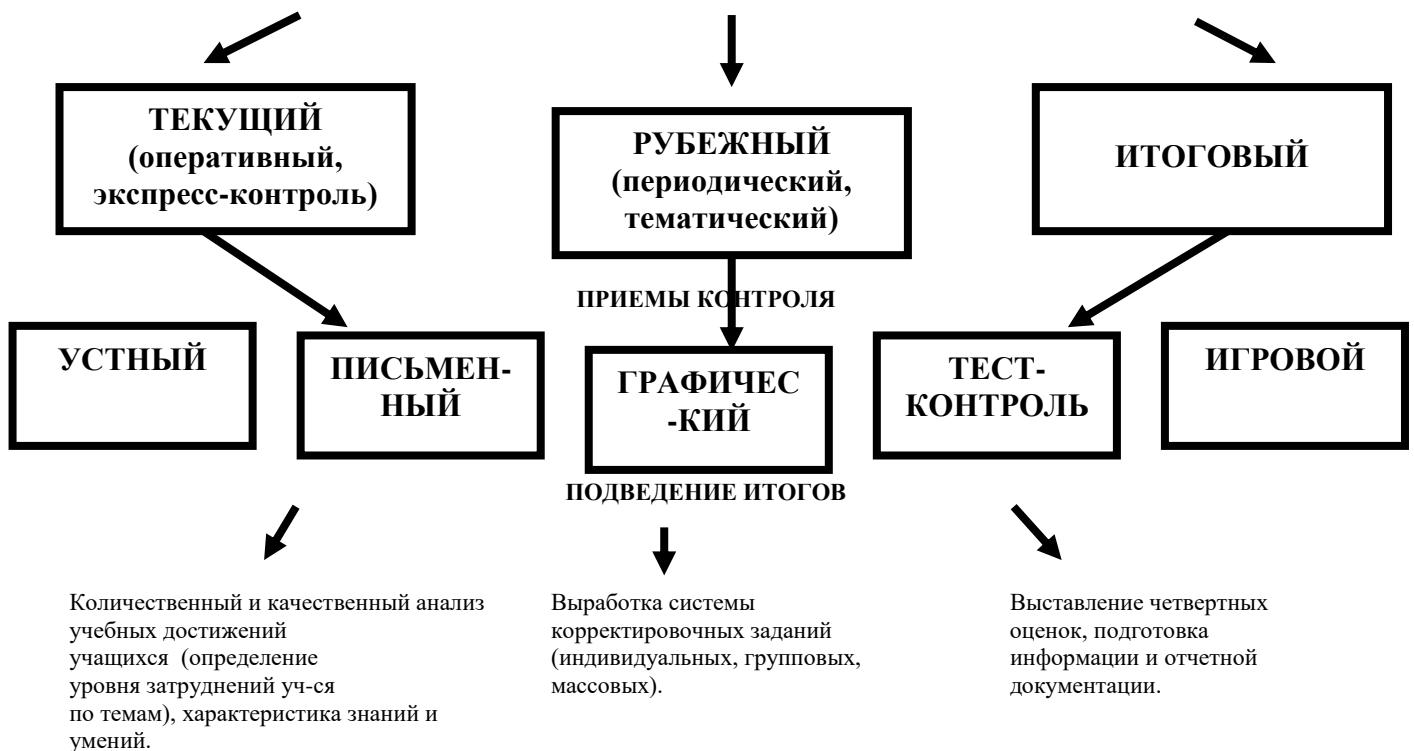 ТЕКУЩИЙ
(оперативный,
экспресс-контроль)
РУБЕЖНЫЙ
(периодический,
тематический)
ИТОГОВЫЙ
ПРИЕМЫ КОНТРОЛЯ
УСТНЫЙ
ПИСЬМЕН-
НЫЙ
ГРАФИЧЕС
-КИЙ
ТЕСТ-
КОНТРОЛЬ
ИГРОВОЙ
ПОДВЕДЕНИЕ ИТОГОВ
Количественный и качественный анализ
учебных достижений
учащихся (определение
уровня затруднений уч-ся
по темам), характеристика знаний и
умений.
Выработка системы
корректировочных заданий
(индивидуальных, групповых,
массовых).
Выставление четвертных
оценок, подготовка
информации и отчетной
документации.